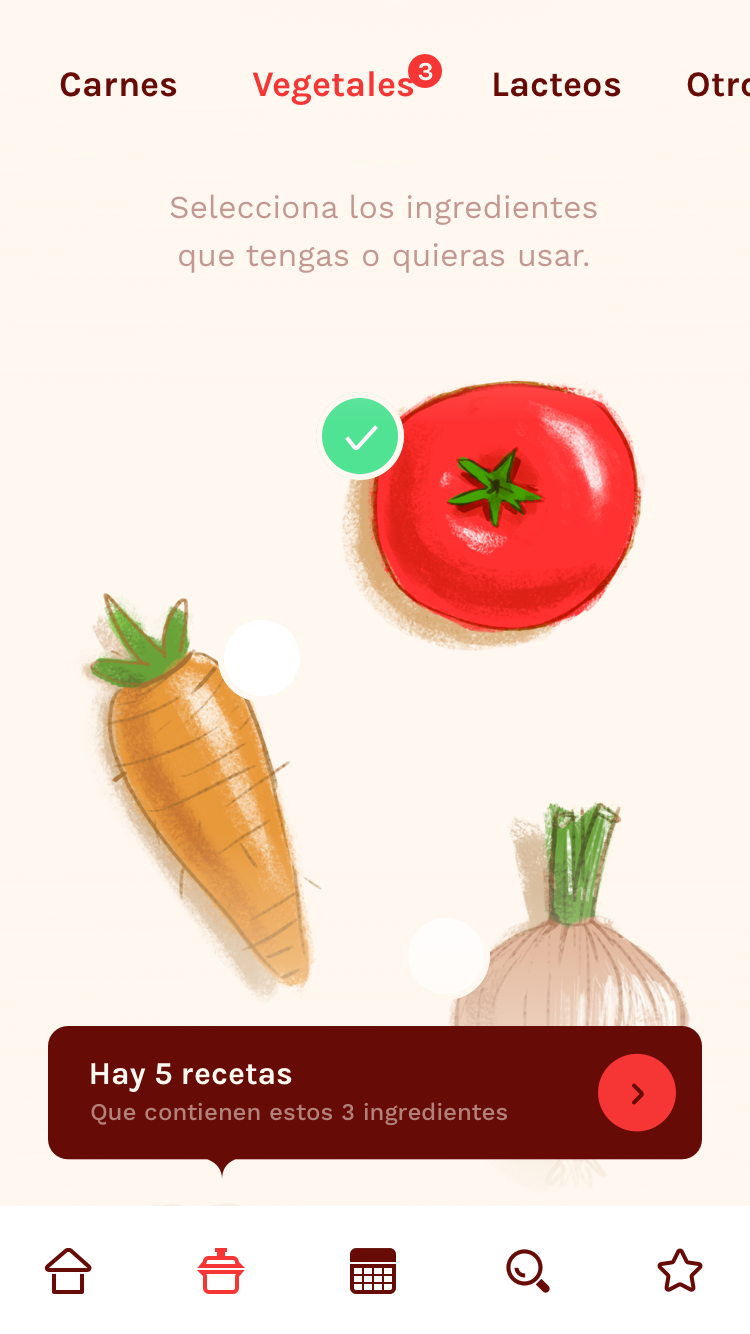 Carnes Vegetales 3 Lacteos
Selecciona los ingredientes
que tengas o quieras usar.
Hay 5 recetas
Que contienen estos 3 ingredientes